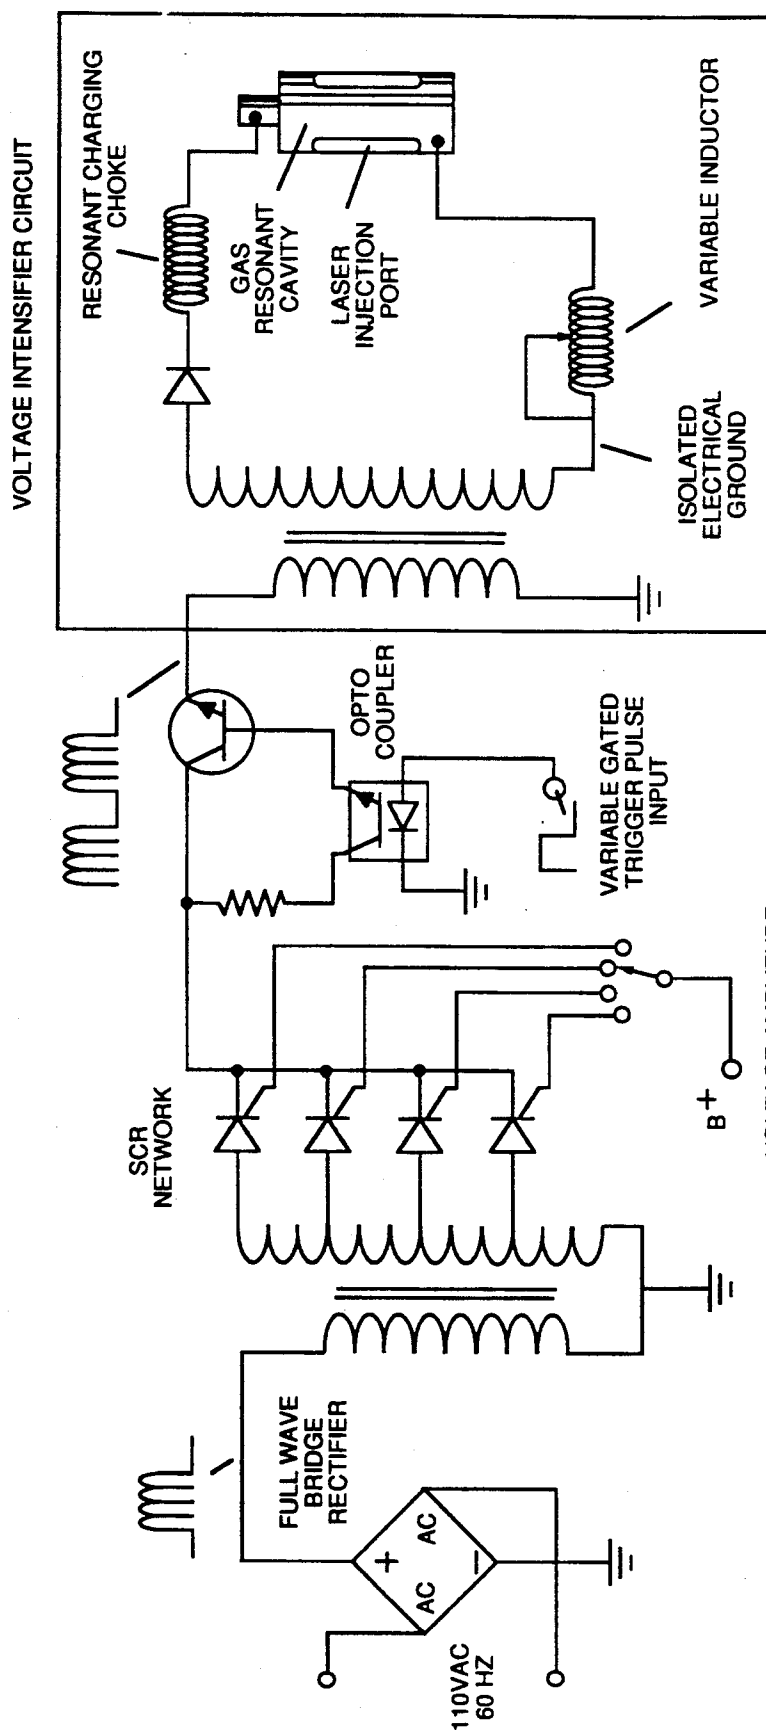 VOLTAGE INTENSIFIER CIRCUIT
RESONANT CHARGING
CHOKE
GAS
RESONANT
CAVITY
LASER
INJECTION
PORT
VARIABLE INDUCTOR
ISOLATED
ELECTRICAL
GROUND
OPTO
COUPLER
VARIABLE GATED
TRIGGER PULSE
INPUT
SCR
NETWORK
B+
FULL WAVE
BRIDGE
RECTIFIER
+
AC
AC
–
110VAC
60 HZ